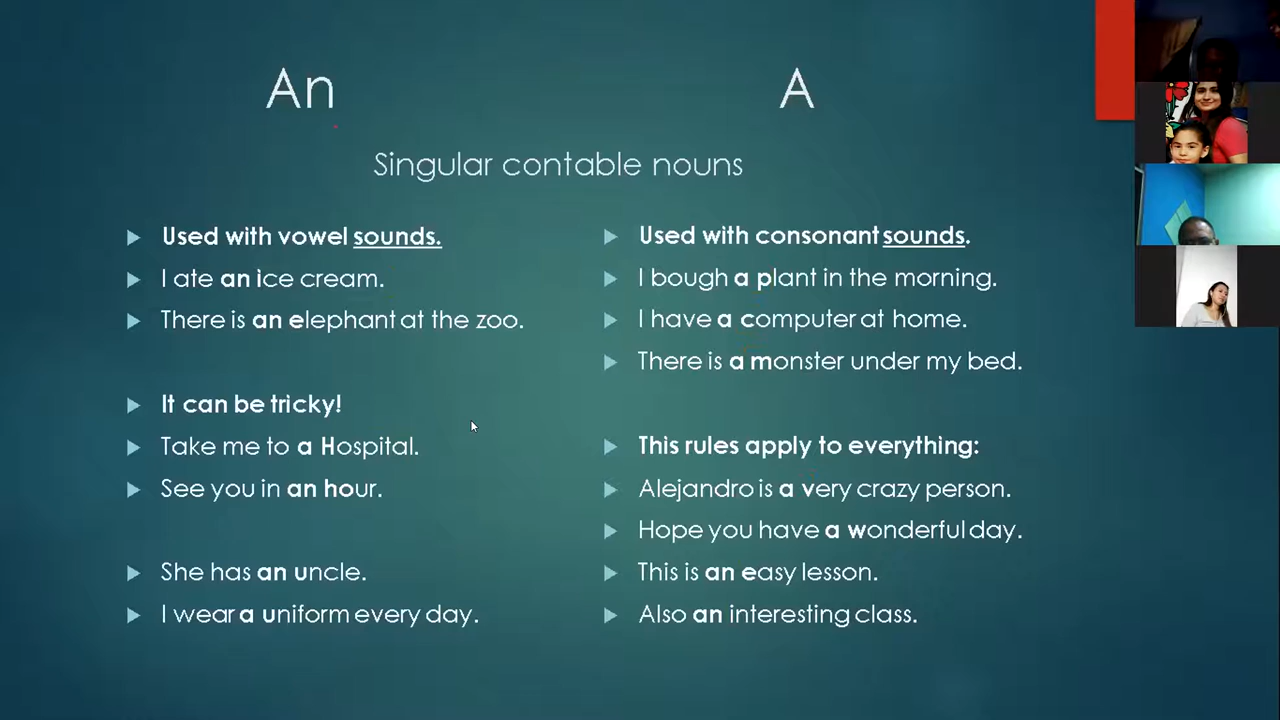 An
A
Singular contable nouns
Used with vowel sounds.
I ate an ice cream.
There is an elephant at the zoo.
It can be tricky!
Take me to a Hospital.
See you in an hour.
She has an uncle.
I wear a uniform every day.
Used with consonant sounds.
I bough a plant in the morning.
I have a computer at home.
There is a monster under my bed.
This rules apply to everything:
Alejandro is a very crazy person.
Hope you have a wonderful day.
This is an easy lesson.
Also an interesting class.